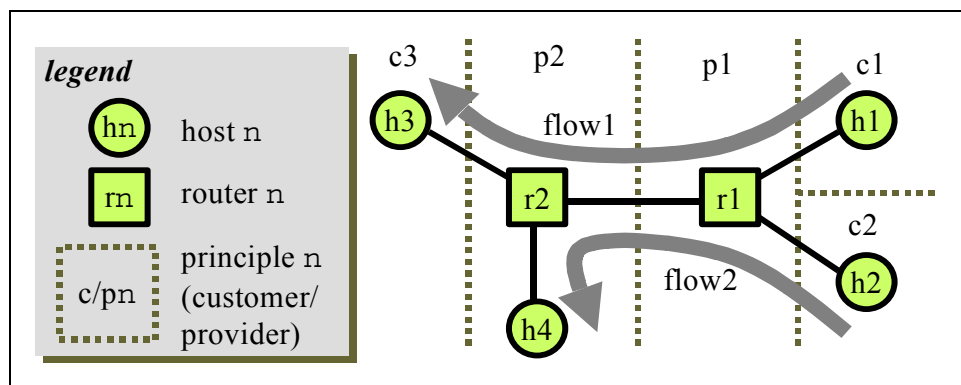 legend
hn host n
rn router n
c/pn principle n
(customer/
provider)
c3 p2 p1 c1
h3 flow1 h1
r2 r1
c2
flow2 h2
h4